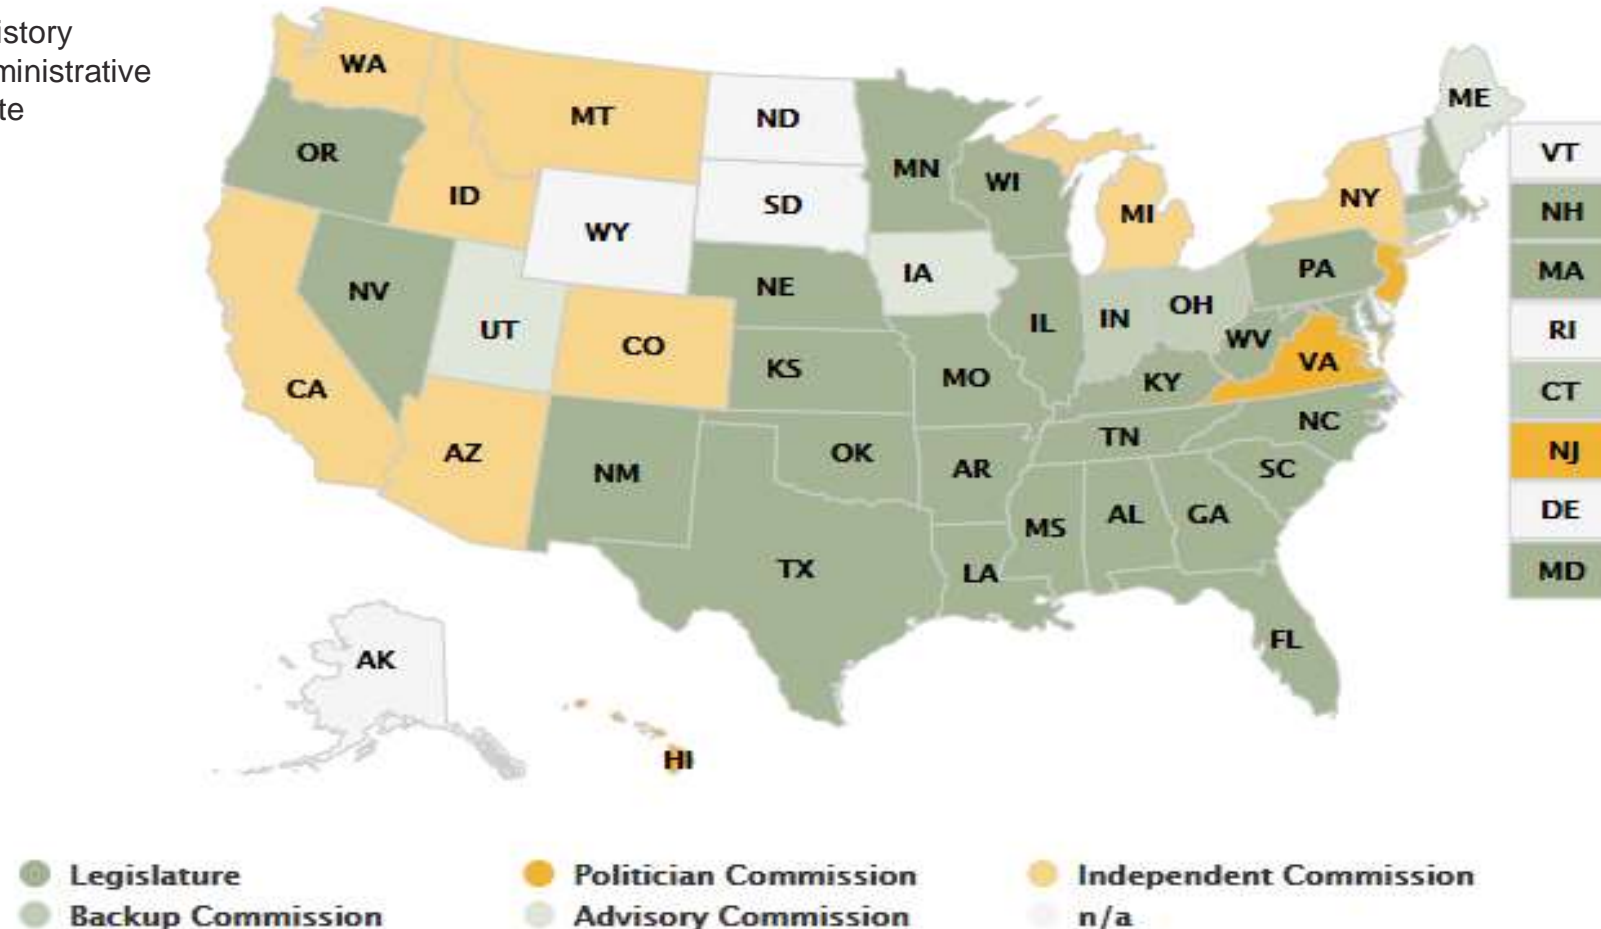 istory
ministrative
te
WA
MT
ND
ME
OR
MN
VT
ID
WI
SD
NY
MI
NH
WY
PA
MA
IA
NV
NE
OH
UT
IN
IL
RI
CO
WV
VA
KS
MO
KY
CA
CT
NC
TN
AZ
OK
NJ
NM
AR
SC
MS
AL
GA
DE
TX
LA
MD
FL
AK
HI
Legislature
Politician Commission
Independent Commission
Backup Commission
Advisory Commission
n/a